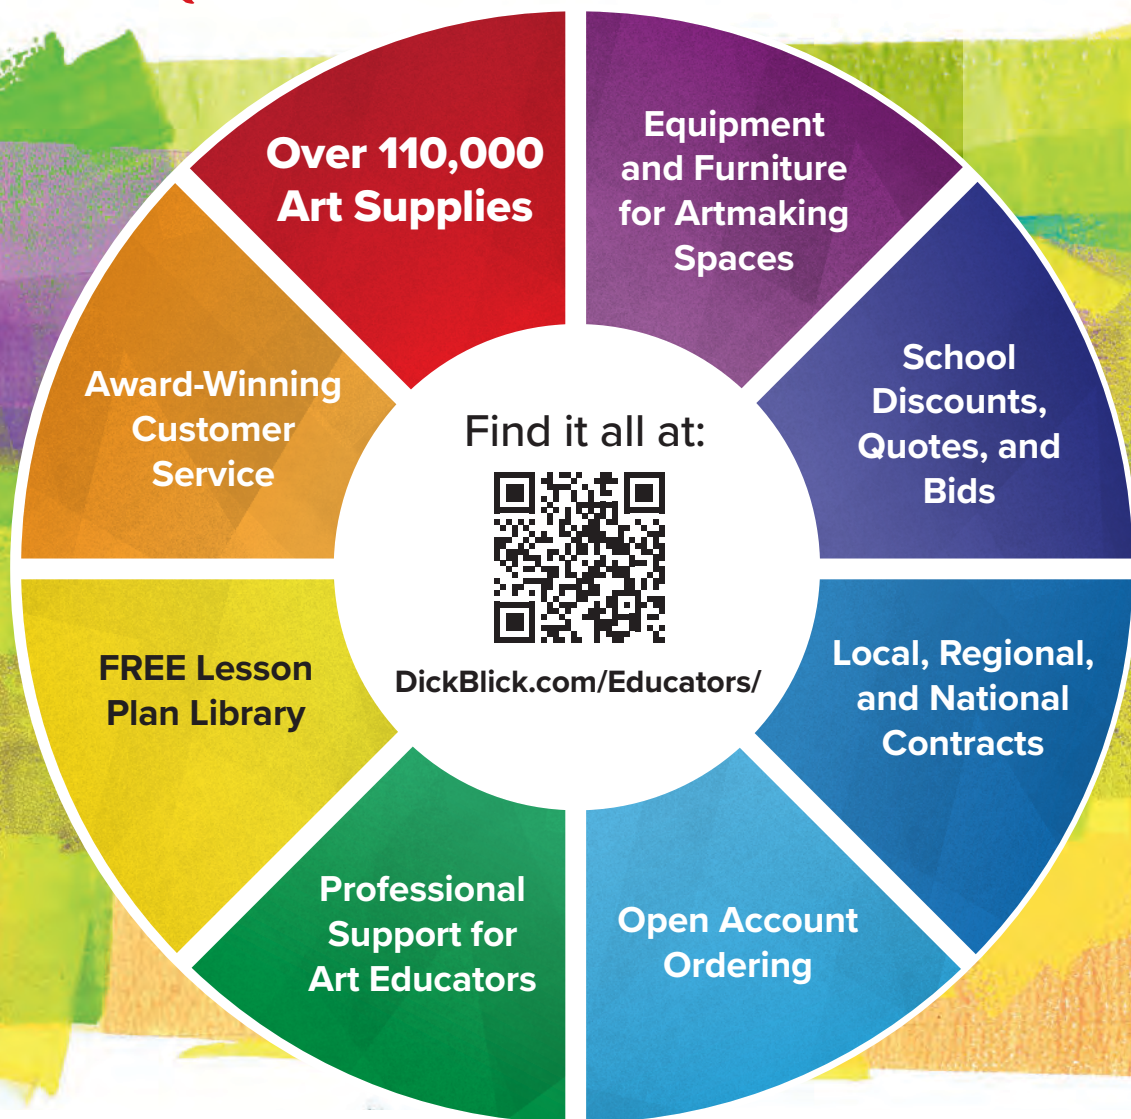 Over 110,000
Art Supplies
Equipment
and Furniture
for Artmaking
Spaces
School
Discounts,
Quotes, and
Bids
Local, Regional,
and National
Contracts
Open Account
Ordering
Professional
Support for
Art Educators
FREE Lesson
Plan Library
Award-Winning
Customer
Service
Find it all at:
DickBlick.com/Educators/